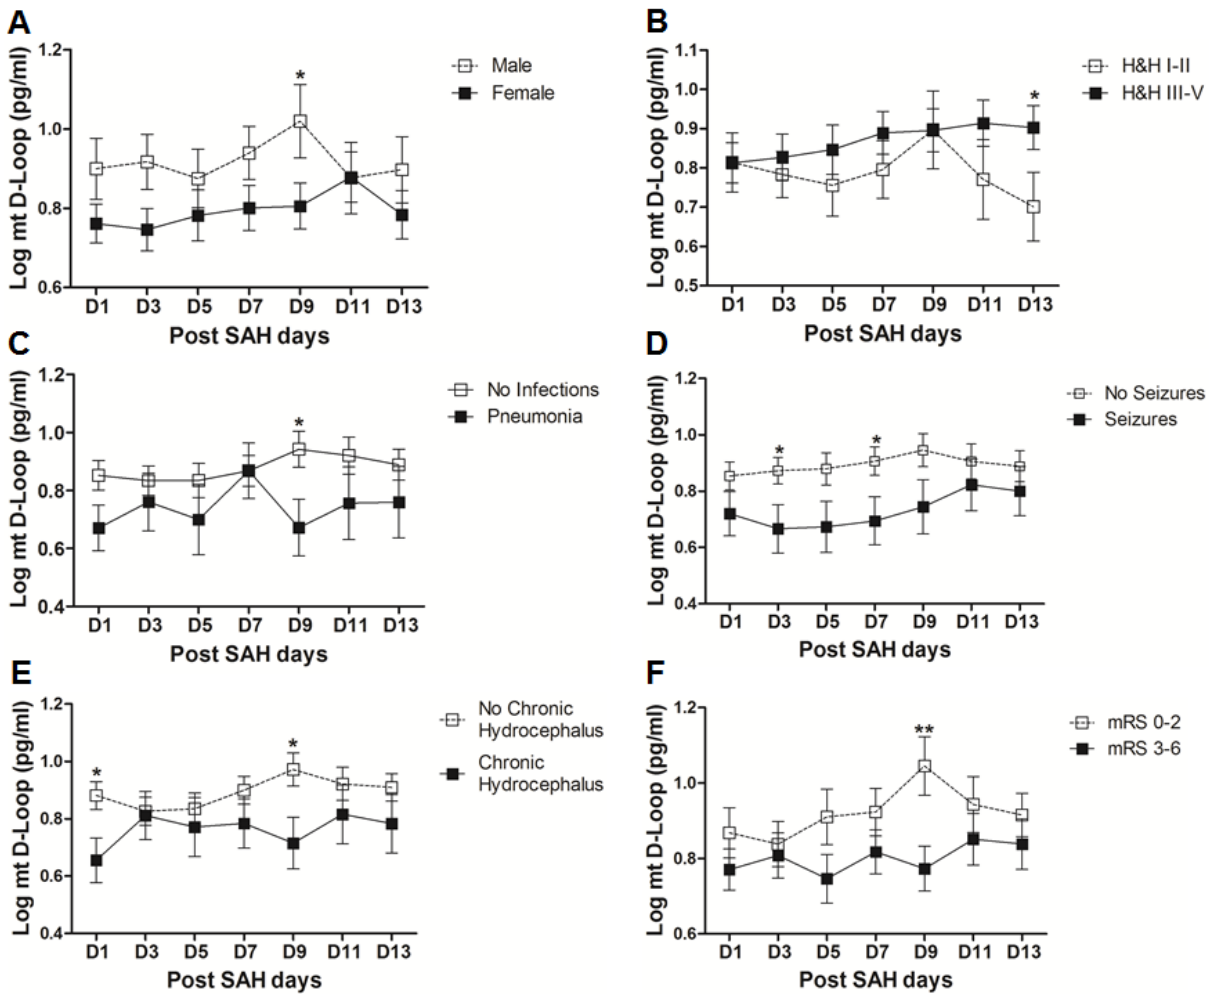 A
Log mt D-Loop (pg/ml)
1.2
1.0
0.8
0.6
*
Male
Female
D1 D3 D5 D7 D9 D11 D13
Post SAH days
B
Log mt D-Loop (pg/ml)
1.1
1.0
0.9
0.8
0.7
0.6
0.5
*
H&H I-II
H&H III-V
D1 D3 D5 D7 D9 D11 D13
Post SAH days
C
Log mt D-Loop (pg/ml)
1.2
1.0
0.8
0.6
0.4
*
No Infections
Pneumonia
D1 D3 D5 D7 D9 D11 D13
Post SAH days
D
Log mt D-Loop (pg/ml)
1.2
1.0
0.8
0.6
0.4
* *
No Seizures
Seizures
D1 D3 D5 D7 D9 D11 D13
Post SAH days
E
Log mt D-Loop (pg/ml)
1.2
1.0
0.8
0.6
0.4
* *
No Chronic
Hydrocephalus
Chronic
Hydrocephalus
D1 D3 D5 D7 D9 D11 D13
Post SAH days
F
Log mt D-Loop (pg/ml)
1.2
1.0
0.8
0.6
**
mRS 0-2
mRS 3-6
D1 D3 D5 D7 D9 D11 D13
Post SAH days